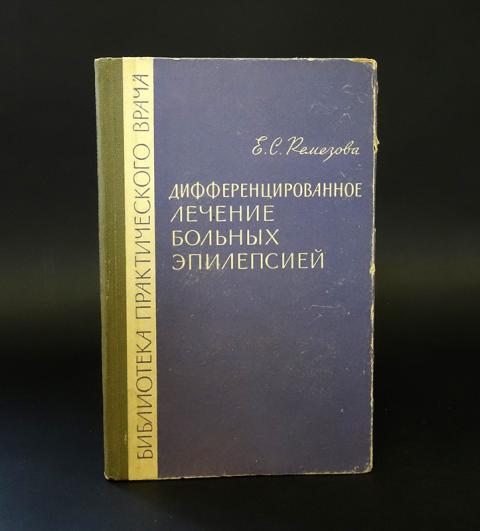 БИБЛИОТЕКА ПРАКТИЧЕСКОГО ВРАЧА
Е. С. Ремезова
ДИФФЕРЕНЦИРОВАННОЕ
ЛЕЧЕНИЕ
БОЛЬНЫХ
ЭПИЛЕПСИЕЙ